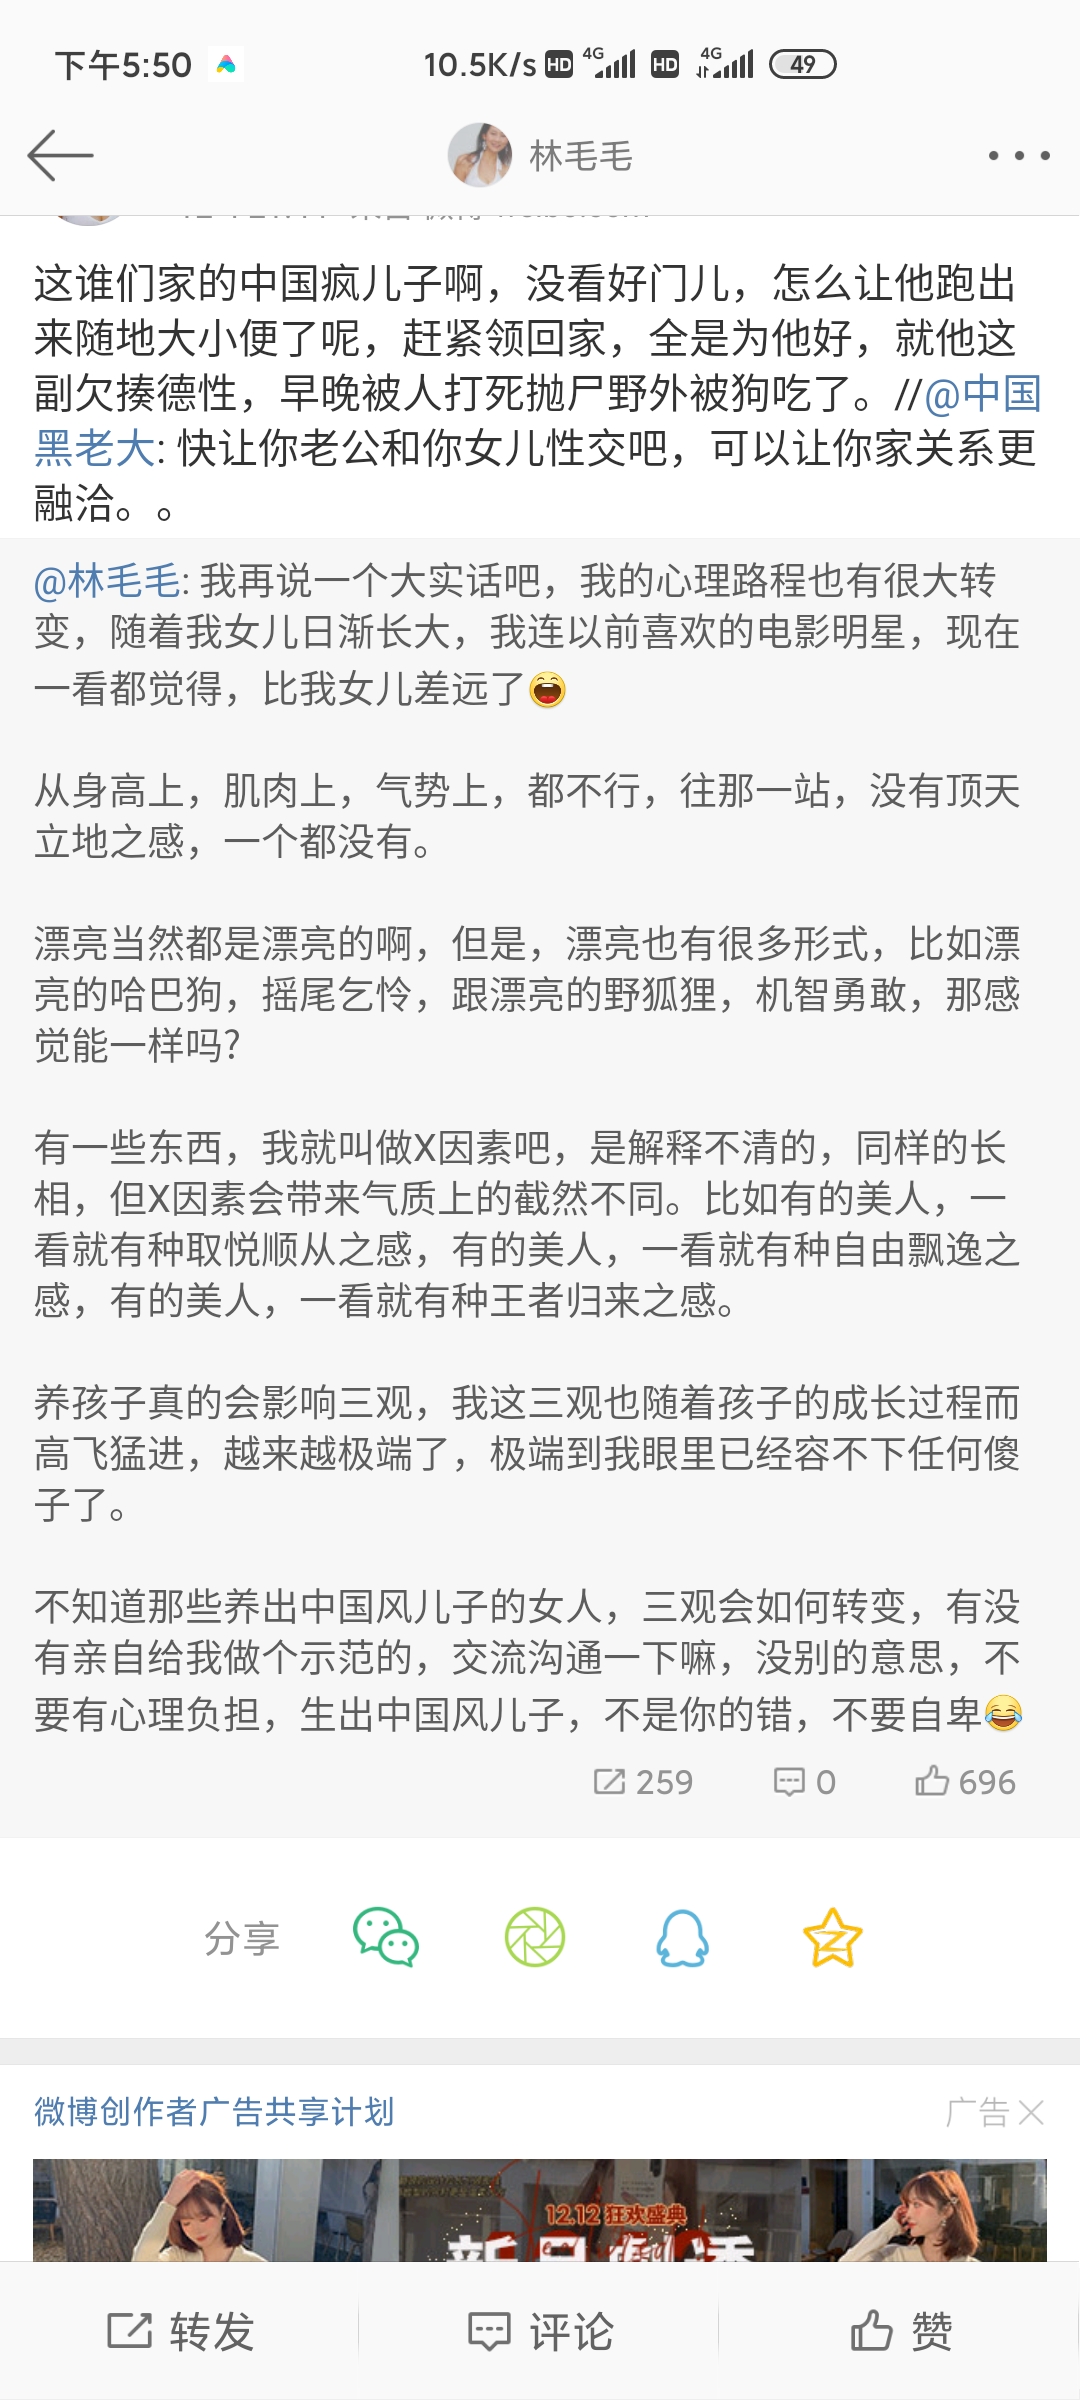 下午5:50
10.5K/s HD 4G HD 4G 49
林毛毛
这谁们家的中国疯儿子啊，没看好门儿，怎么让他跑出
来随地大小便了呢，赶紧领回家，全是为他好，就他这
副欠揍德性，早晚被人打死抛尸野外被狗吃了。//@中国
黑老大: 快让你老公和你女儿性交吧，可以让你家关系更
融洽。。
@林毛毛: 我再说一个大实话吧，我的心理路程也有很大转
变，随着我女儿日渐长大，我连以前喜欢的电影明星，现在
一看都觉得，比我女儿差远了😄
从身高上，肌肉上，气势上，都不行，往那一站，没有顶天
立地之感，一个都没有。
漂亮当然都是漂亮的啊，但是，漂亮也有很多形式，比如漂
亮的哈巴狗，摇尾乞怜，跟漂亮的野狐狸，机智勇敢，那感
觉能一样吗?
有一些东西，我就叫做X因素吧，是解释不清的，同样的长
相，但X因素会带来气质上的截然不同。比如有的美人，一
看就有种取悦顺从之感，有的美人，一看就有种自由飘逸之
感，有的美人，一看就有种王者归来之感。
养孩子真的会影响三观，我这三观也随着孩子的成长过程而
高飞猛进，越来越极端了，极端到我眼里已经容不下任何傻
子了。
不知道那些养出中国风儿子的女人，三观会如何转变，有没
有亲自给我做个示范的，交流沟通一下嘛，没别的意思，不
要有心理负担，生出中国风儿子，不是你的错，不要自卑😂
259 0 696
分享
微博创作者广告共享计划
广告
12.12 狂欢盛典
转发
评论
赞